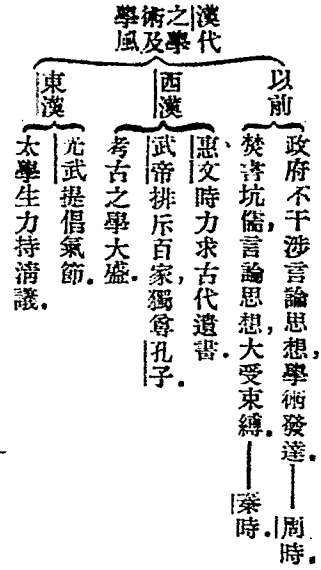 漢代學術之學風及
以前
政府不干涉言論思想,學術發達。——周時。
焚書坑儒,言論思想,大受束縛。——秦時。
西漢
惠、文時力求古代遺書。
武帝排斥百家,獨尊孔子。
考古之學大盛。
東漢
光武提倡氣節。
太學生力持清議。